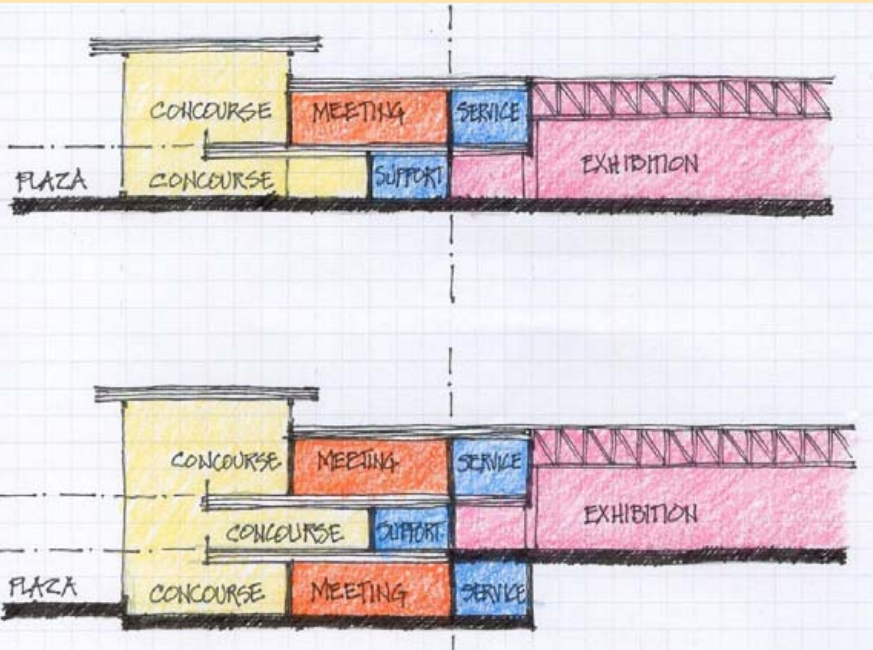 CONCOURSE MEETING SERVICE
PLAZA CONCOURSE SUPPORT EXHIBITION
CONCOURSE MEETING SERVICE
CONCOURSE SUPPORT EXHIBITION
PLAZA CONCOURSE MEETING SERVICE